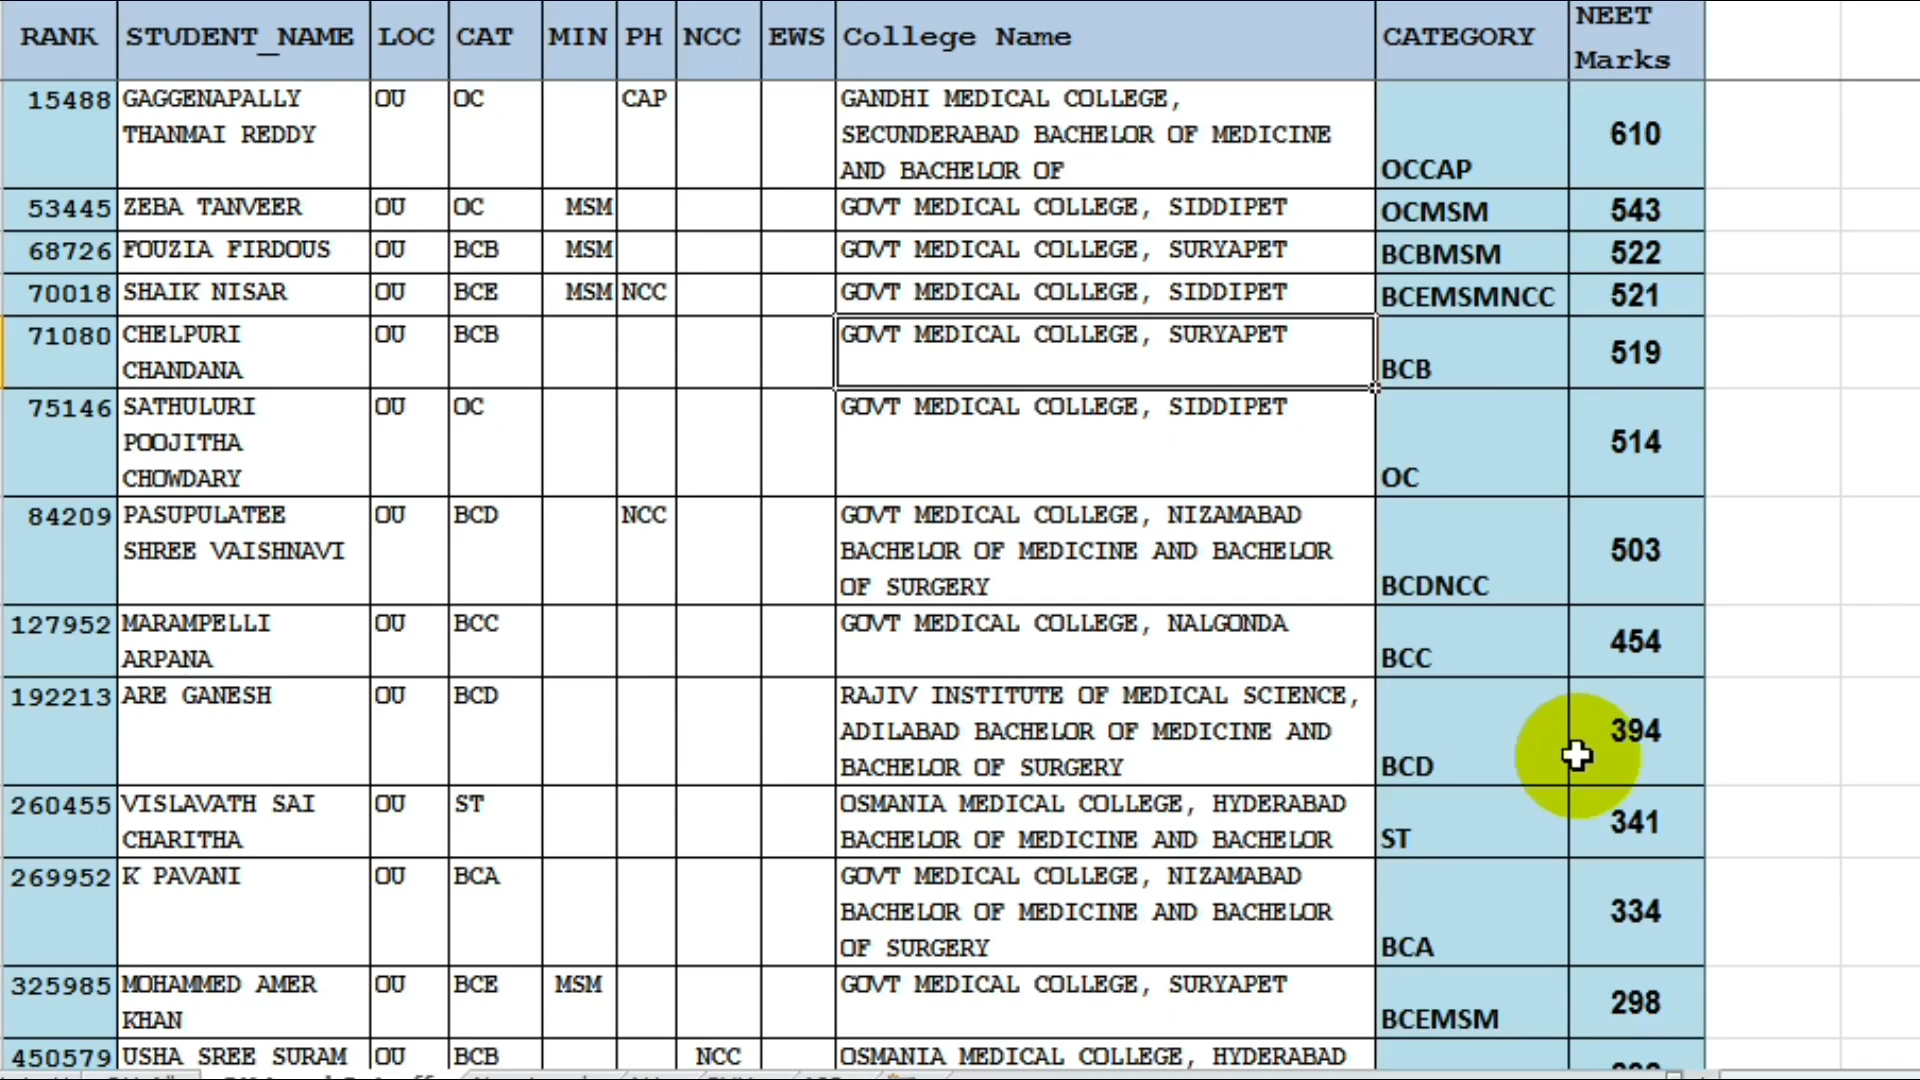 RANK STUDENT_NAME LOC CAT MIN PH NCC EWS College Name CATEGORY NEET Marks
15488 GAGGENAPALLY OU OC CAP GANDHI MEDICAL COLLEGE,
THANMAI REDDY SECUNDERABAD BACHELOR OF MEDICINE 610
AND BACHELOR OF OCCAP
53445 ZEBA TANVEER OU OC MSM GOVT MEDICAL COLLEGE, SIDDIPET OCMSM 543
68726 FOUZIA FIRDOUS OU BCB MSM GOVT MEDICAL COLLEGE, SURYAPET BCBMSM 522
70018 SHAIK NISAR OU BCE MSM NCC GOVT MEDICAL COLLEGE, SIDDIPET BCEMSMNCC 521
71080 CHELPURI OU BCB GOVT MEDICAL COLLEGE, SURYAPET 519
CHANDANA BCB
75146 SATHULURI OU OC GOVT MEDICAL COLLEGE, SIDDIPET
POOJITHA 514
CHOWDARY OC
84209 PASUPULATEE OU BCD NCC GOVT MEDICAL COLLEGE, NIZAMABAD
SHREE VAISHNAVI BACHELOR OF MEDICINE AND BACHELOR 503
OF SURGERY BCDNCC
127952 MARAMPELLI OU BCC GOVT MEDICAL COLLEGE, NALGONDA 454
ARPANA BCC
192213 ARE GANESH OU BCD RAJIV INSTITUTE OF MEDICAL SCIENCE,
ADILABAD BACHELOR OF MEDICINE AND 394
BACHELOR OF SURGERY BCD
260455 VISLAVATH SAI OU ST OSMANIA MEDICAL COLLEGE, HYDERABAD 341
CHARITHA BACHELOR OF MEDICINE AND BACHELOR ST
269952 K PAVANI OU BCA GOVT MEDICAL COLLEGE, NIZAMABAD
BACHELOR OF MEDICINE AND BACHELOR 334
OF SURGERY BCA
325985 MOHAMMED AMER OU BCE MSM GOVT MEDICAL COLLEGE, SURYAPET 298
KHAN BCEMSM
450579 USHA SREE SURAM OU BCB NCC OSMANIA MEDICAL COLLEGE, HYDERABAD